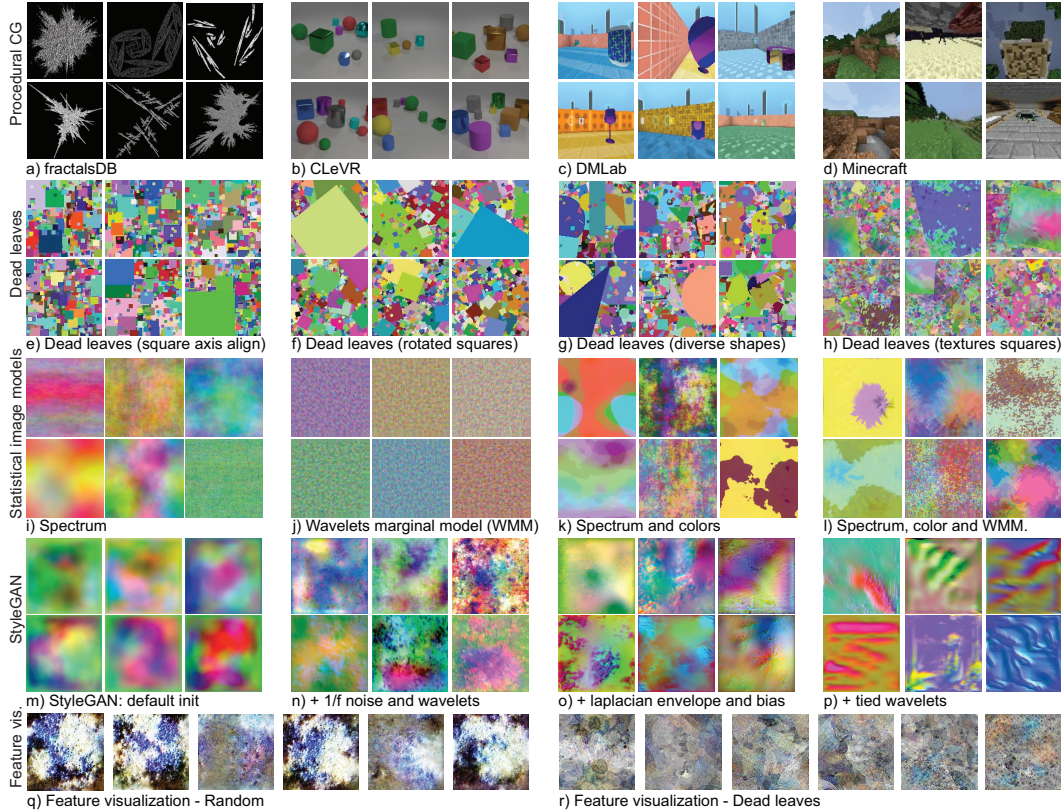 Procedural CG
a) fractalsDB
b) CLeVR
c) DMLab
d) Minecraft
Dead leaves
e) Dead leaves (square axis align)
f) Dead leaves (rotated squares)
g) Dead leaves (diverse shapes)
h) Dead leaves (textures squares)
Statistical image models
i) Spectrum
j) Wavelets marginal model (WMM)
k) Spectrum and colors
l) Spectrum, color and WMM.
StyleGAN
m) StyleGAN: default init
n) + 1/f noise and wavelets
o) + laplacian envelope and bias
p) + tied wavelets
Feature vis.
q) Feature visualization - Random
r) Feature visualization - Dead leaves